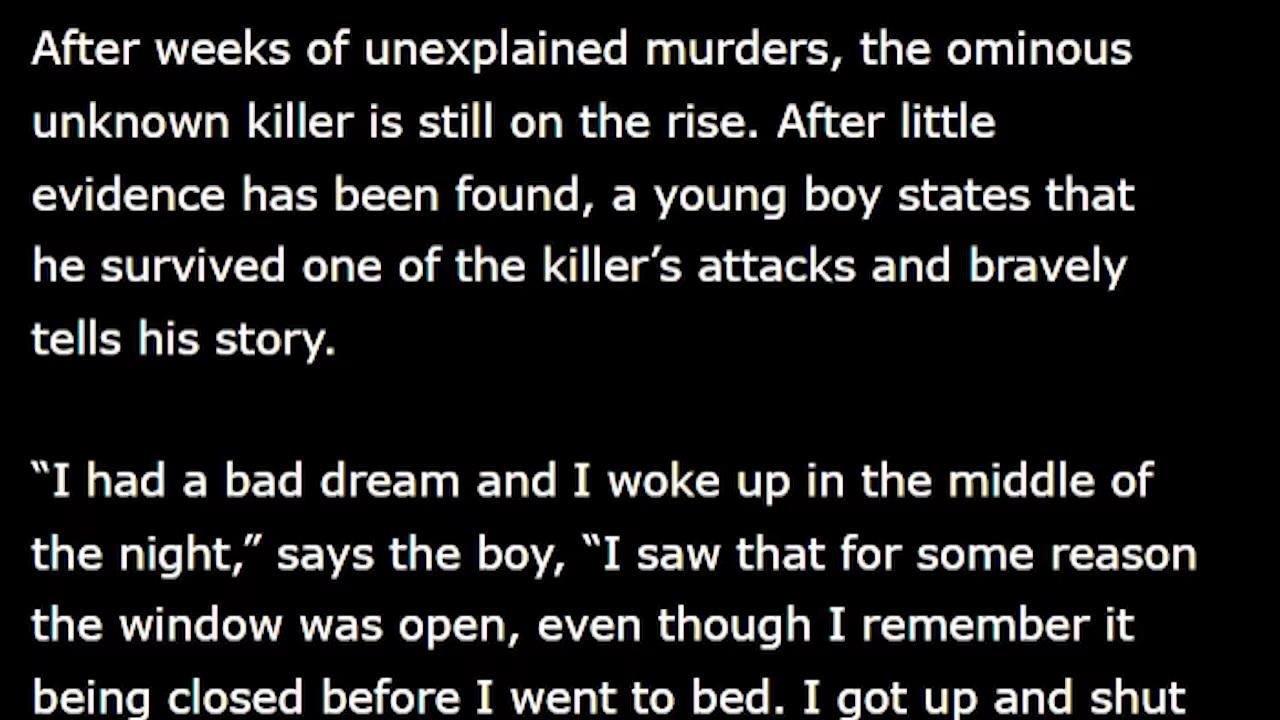 After weeks of unexplained murders, the ominous
unknown killer is still on the rise. After little
evidence has been found, a young boy states that
he survived one of the killer’s attacks and bravely
tells his story.
“I had a bad dream and I woke up in the middle of
the night,” says the boy, “I saw that for some reason
the window was open, even though I remember it
being closed before I went to bed. I got up and shut